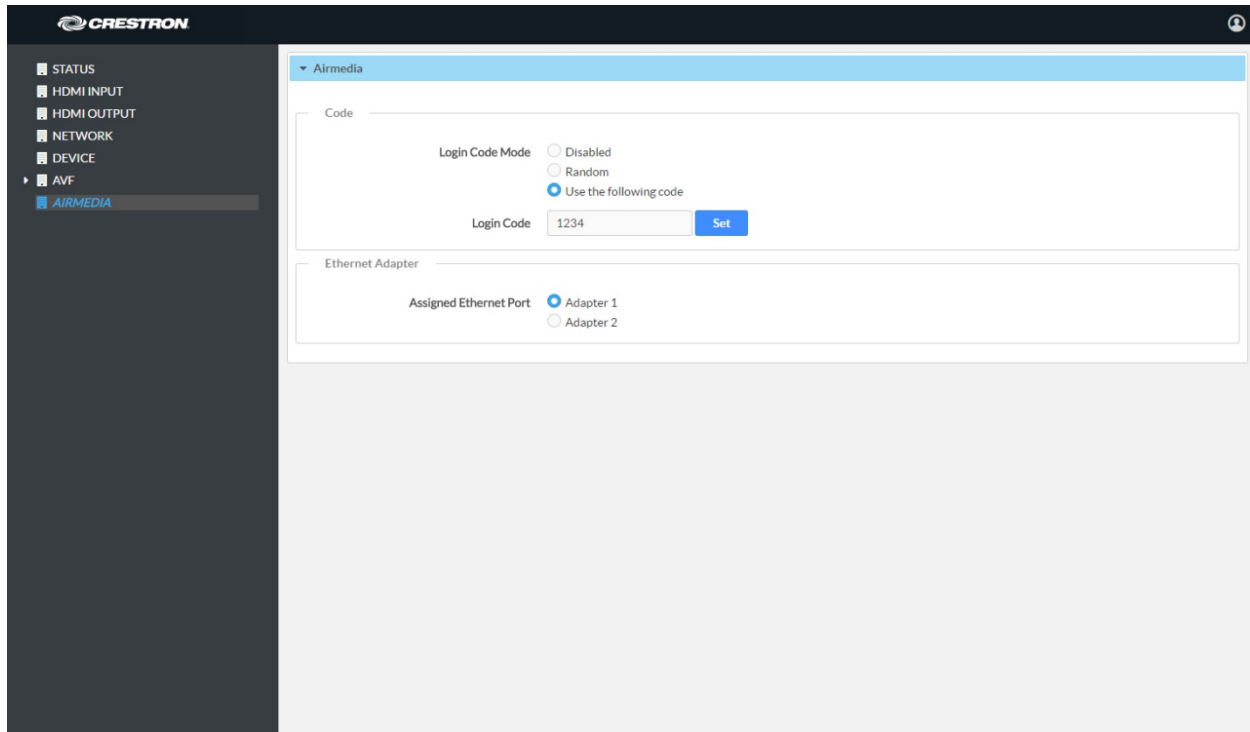 CRESTRON
STATUS
HDMI INPUT
HDMI OUTPUT
NETWORK
DEVICE
AVF
AIRMEDIA
Airmedia
Code
Login Code Mode
Disabled
Random
Use the following code
Login Code
1234
Set
Ethernet Adapter
Assigned Ethernet Port
Adapter 1
Adapter 2